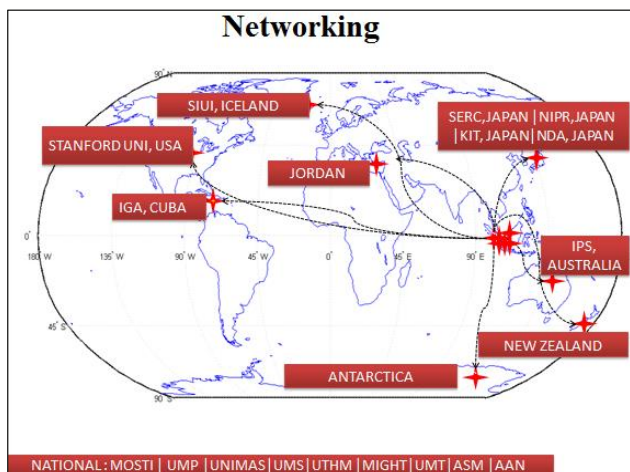 Networking
90° N
SIUI, ICELAND
SERC,JAPAN |NIPR,JAPAN
|KIT, JAPAN|NDA, JAPAN
STANFORD UNI, USA
JORDAN
IGA, CUBA
0°
180° W
135° W
90° W
45° W
0°
45° E
90° E
IPS,
AUSTRALIA
45° S
NEW ZEALAND
ANTARCTICA
90° S
NATIONAL : MOSTI | UMP |UNIMAS|UMS|UTHM|MIGHT|UMT|ASM|AAN